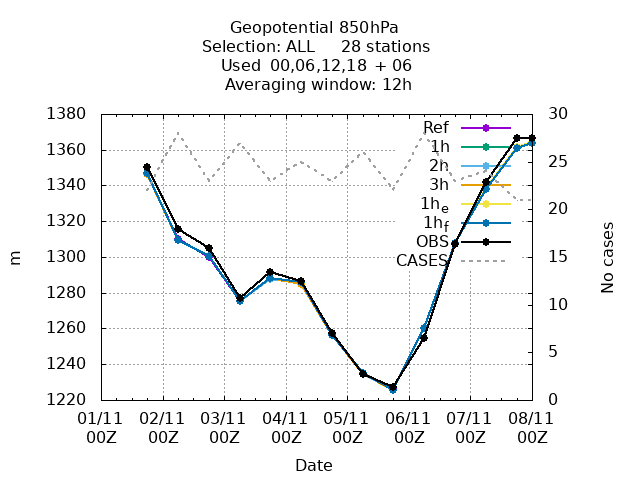 Geopotential 850hPa
Selection: ALL 28 stations
Used 00,06,12,18 + 06
Averaging window: 12h
1380 30
1360 25
1340
1320 20
1300 15
1280 10
1260
1240 5
1220 0
m
No cases
Ref
1h
2h
3h
1he
1hf
OBS
CASES
01/11 02/11 03/11 04/11 05/11 06/11 07/11 08/11
00Z 00Z 00Z 00Z 00Z 00Z 00Z 00Z
Date